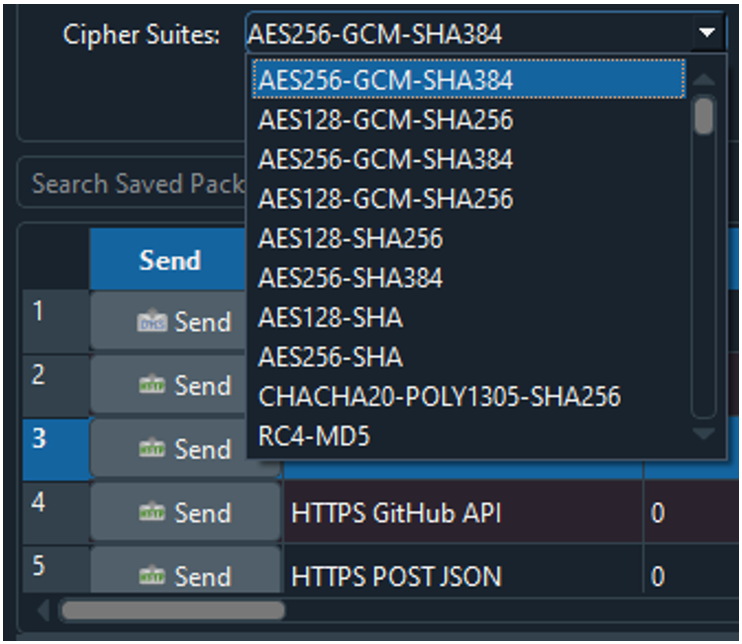 Cipher Suites: AES256-GCM-SHA384
AES256-GCM-SHA384
AES128-GCM-SHA256
AES256-GCM-SHA384
AES128-GCM-SHA256
AES128-SHA256
AES256-SHA384
AES128-SHA
AES256-SHA
CHACHA20-POLY1305-SHA256
RC4-MD5
Search Saved Pack
Send
1 Send
2 Send
3 Send
4 Send HTTPS GitHub API 0
5 Send HTTPS POST JSON 0